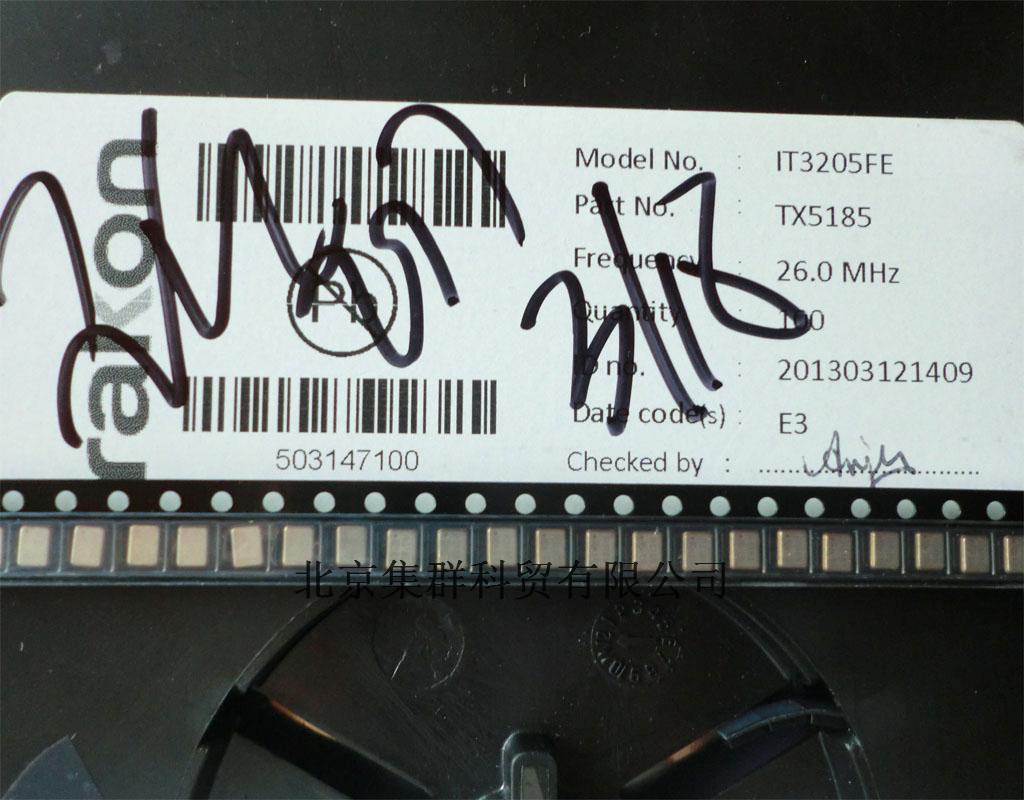 rakon
Model No. : IT3205FE
Part No. : TX5185
Frequency : 26.0 MHz
Pb
Quantity : 100
ID no. : 201303121409
Date code(s) : E3
503147100
Checked by : ....................
北京集群科贸有限公司